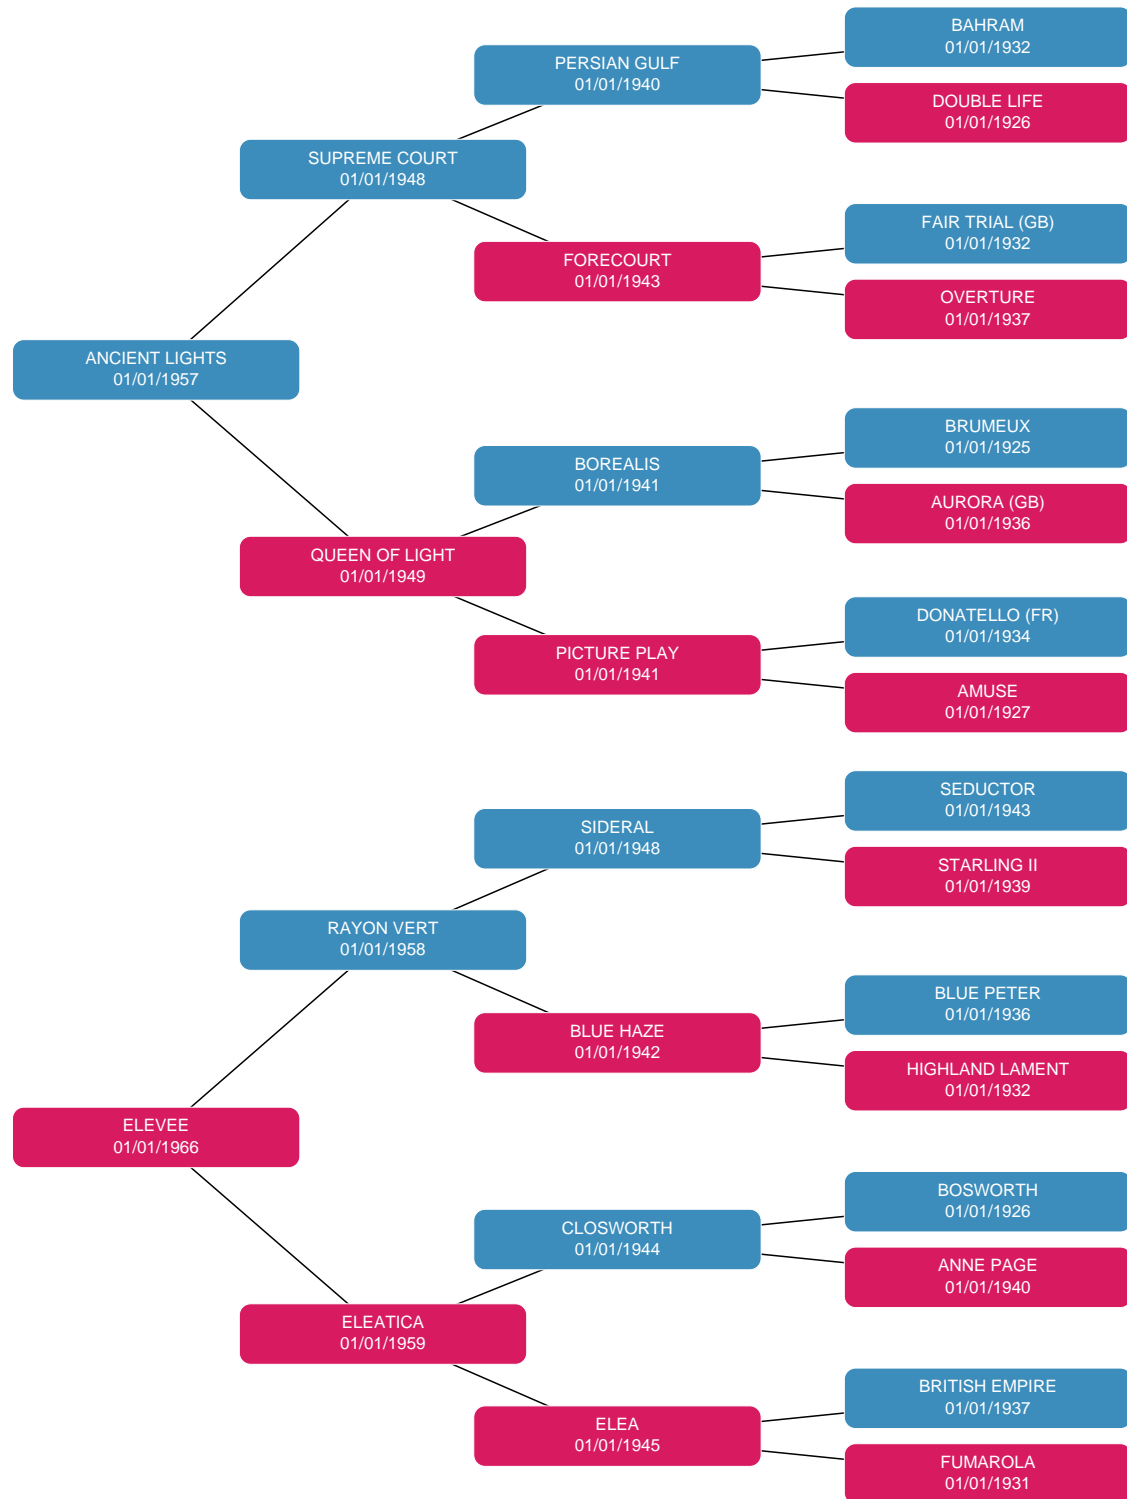 BAHRAM
01/01/1932
PERSIAN GULF
01/01/1940
DOUBLE LIFE
01/01/1926
SUPREME COURT
01/01/1948
FAIR TRIAL (GB)
01/01/1932
FORECOURT
01/01/1943
OVERTURE
01/01/1937
ANCIENT LIGHTS
01/01/1957
BRUMEUX
01/01/1925
BOREALIS
01/01/1941
AURORA (GB)
01/01/1936
QUEEN OF LIGHT
01/01/1949
DONATELLO (FR)
01/01/1934
PICTURE PLAY
01/01/1941
AMUSE
01/01/1927
SEDUCTOR
01/01/1943
SIDERAL
01/01/1948
STARLING II
01/01/1939
RAYON VERT
01/01/1958
BLUE PETER
01/01/1936
BLUE HAZE
01/01/1942
HIGHLAND LAMENT
01/01/1932
ELEVEE
01/01/1966
BOSWORTH
01/01/1926
CLOSWORTH
01/01/1944
ANNE PAGE
01/01/1940
ELEATICA
01/01/1959
BRITISH EMPIRE
01/01/1937
ELEA
01/01/1945
FUMAROLA
01/01/1931